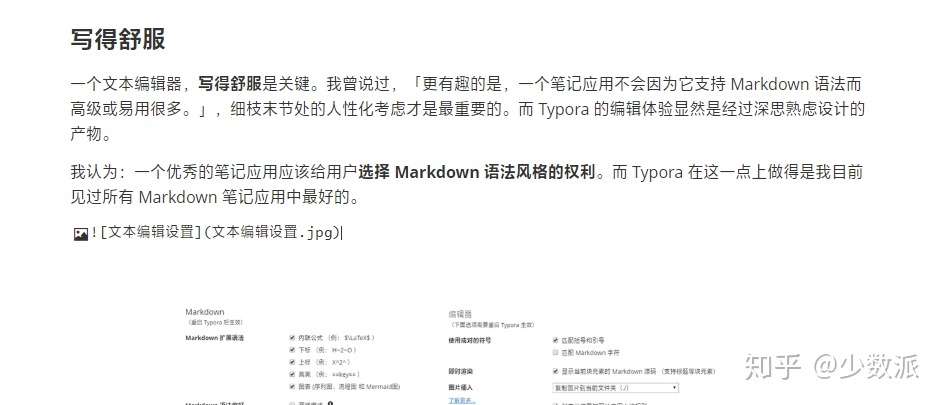 写得舒服
一个文本编辑器，写得舒服是关键。我曾说过，「更有趣的是，一个笔记应用不会因为它支持 Markdown 语法而
高级或易用很多。」，细枝末节处的人性化考虑才是最重要的。而 Typora 的编辑体验显然是经过深思熟虑设计的
产物。
我认为：一个优秀的笔记应用应该给用户选择 Markdown 语法风格的权利。而 Typora 在这一点上做得是我目前
见过所有 Markdown 笔记应用中最好的。
![文本编辑设置](文本编辑设置.jpg)
Markdown
（重启 Typora 后生效）
Markdown 扩展语法
内联公式（例： $\LaTeX$ ）
下标（例： H~2~O ）
上标（例： X^2^ ）
高亮（例： ==key== ）
图表 (序列图、流程图 和 Mermaid图)
编辑器
（下面选项需要重启 Typora 生效）
使用成对的符号
匹配括号和引号
匹配 Markdown 字符
即时渲染
显示当前块元素的 Markdown 源码 （支持标题等块元素）
图片插入
复制图片到当前文件夹 (./)
了解更多...
知乎 @少数派